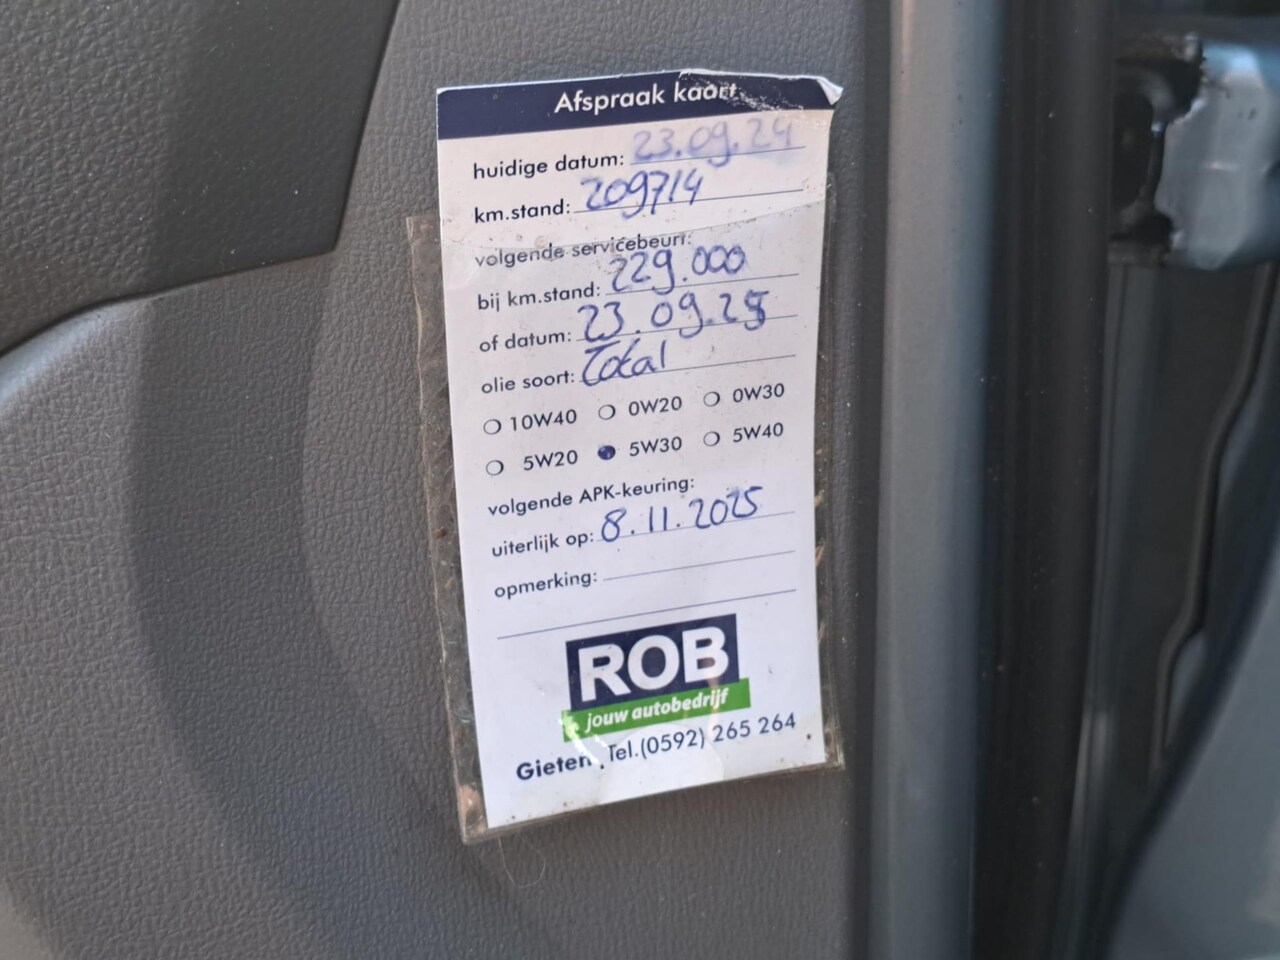 Afspraak kaart
huidige datum: 23.09.24
km.stand: 209714
volgende servicebeurt:
bij km.stand: 229.000
of datum: 23.09.25
olie soort: Total
10W40 0W20 0W30
5W20 5W30 5W40
volgende APK-keuring:
uiterlijk op: 8.11.2025
opmerking:
ROB
jouw autobedrijf
Gieten, Tel.(0592) 265 264